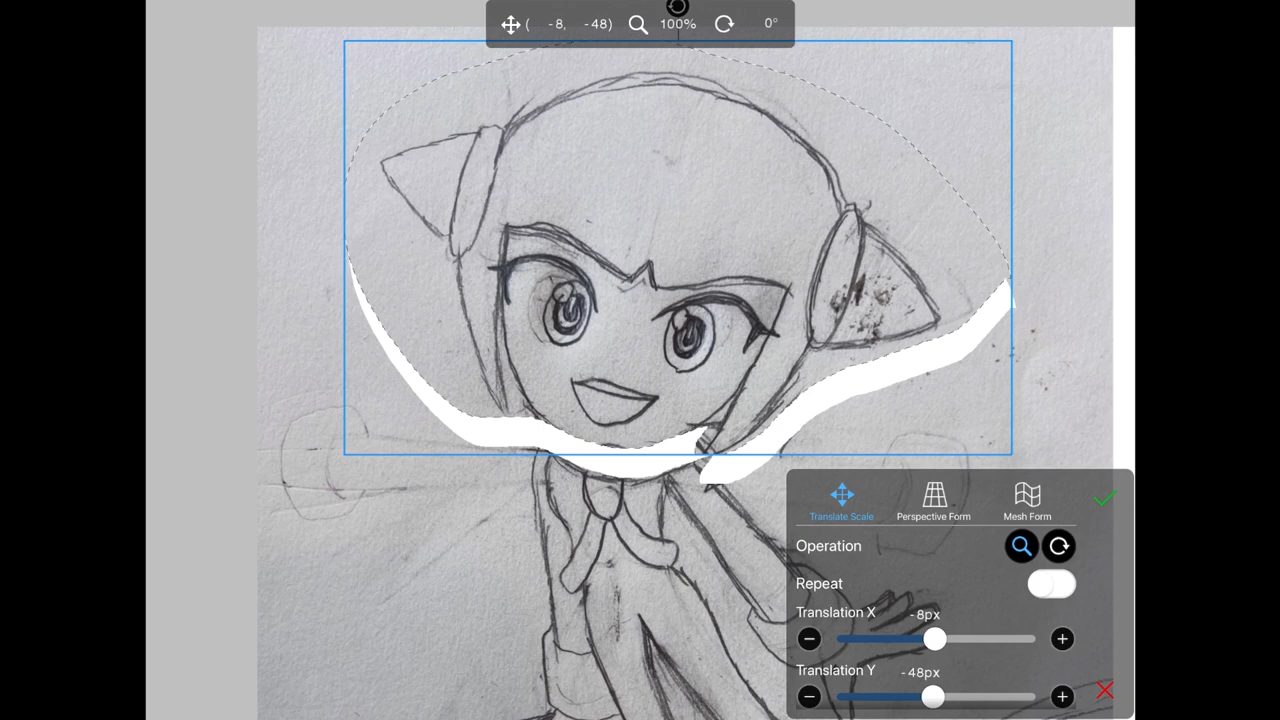 ( -8, -48) 100% 0°
Translate Scale Perspective Form Mesh Form
Operation
Repeat
Translation X -8px
Translation Y -48px